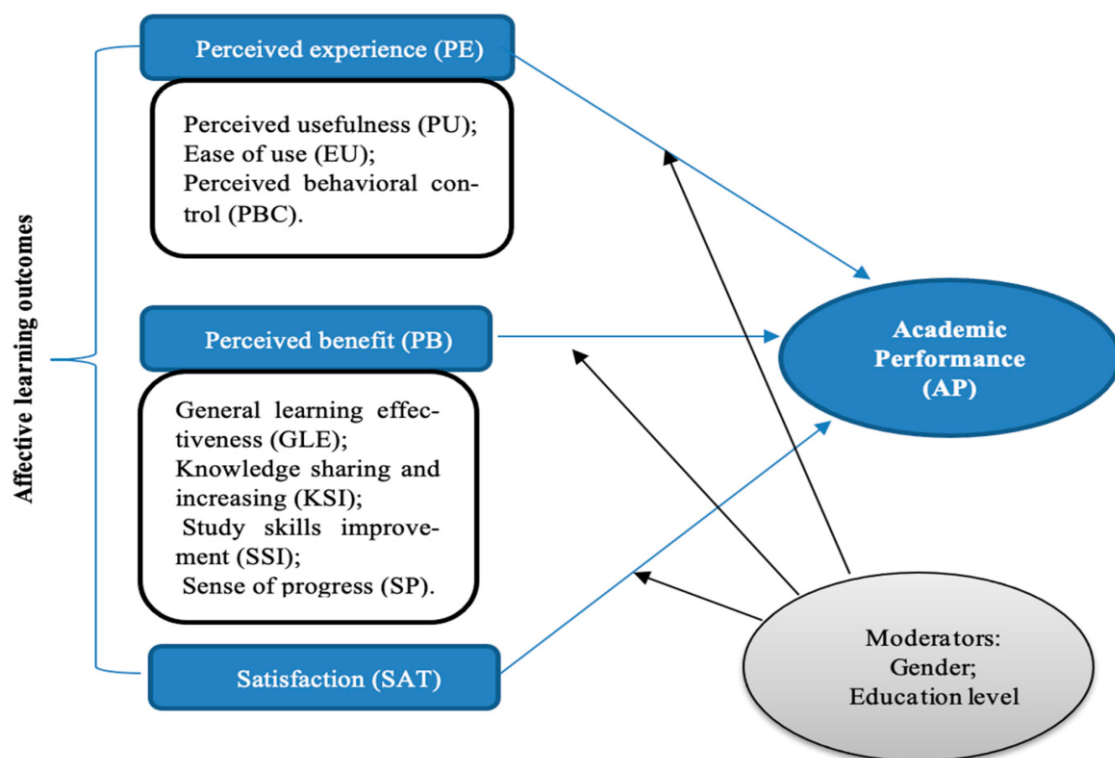 Affective learning outcomes
Perceived experience (PE)
Perceived usefulness (PU);
Ease of use (EU);
Perceived behavioral con-
trol (PBC).
Perceived benefit (PB)
General learning effec-
tiveness (GLE);
Knowledge sharing and
increasing (KSI);
Study skills improve-
ment (SSI);
Sense of progress (SP).
Satisfaction (SAT)
Academic
Performance
(AP)
Moderators:
Gender;
Education level